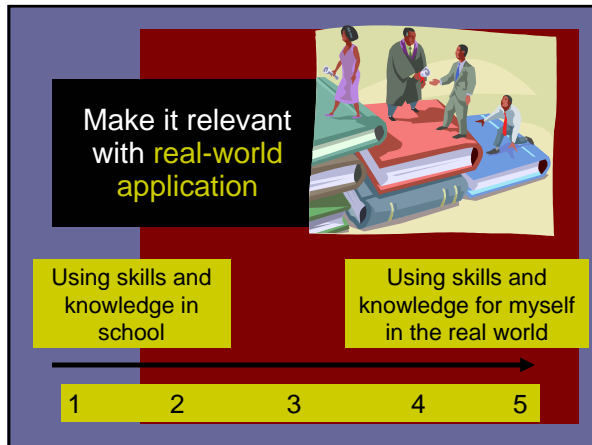 Make it relevant
with real-world
application
Using skills and
knowledge in
school
Using skills and
knowledge for myself
in the real world
1 2 3 4 5